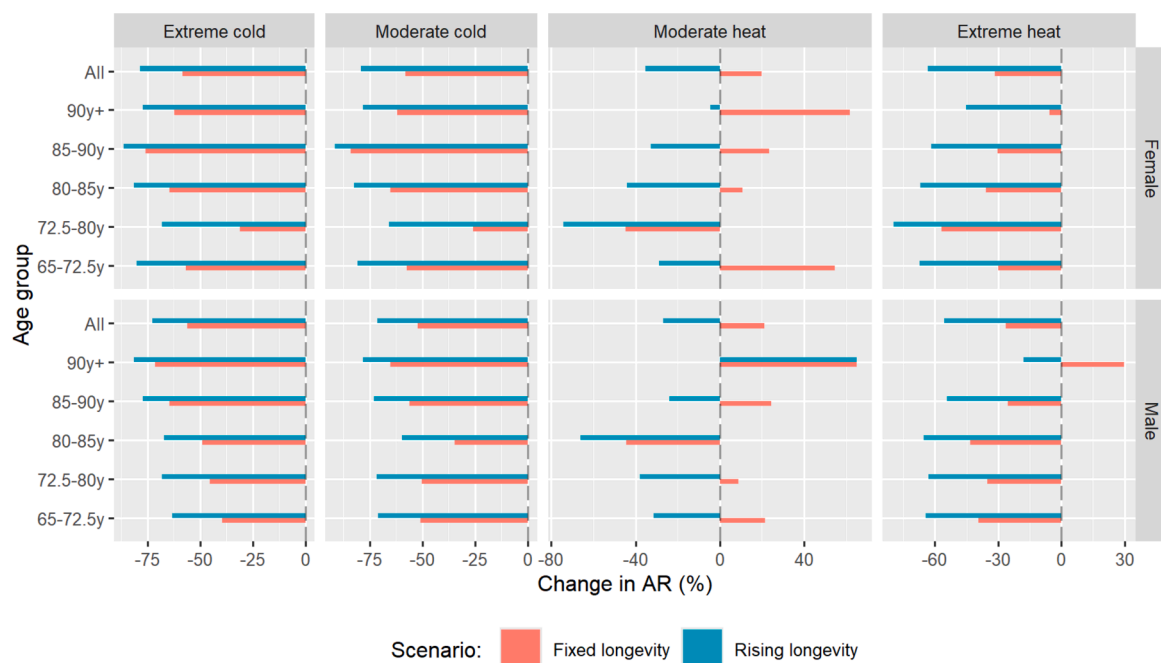 Extreme cold
Moderate cold
Moderate heat
Extreme heat
Age group
All
90y+
85-90y
80-85y
72.5-80y
65-72.5y
Female
All
90y+
85-90y
80-85y
72.5-80y
65-72.5y
Male
-75 -50 -25 0
-75 -50 -25 0
-80 -40 0 40
-60 -30 0 30
Change in AR (%)
Scenario: Fixed longevity Rising longevity